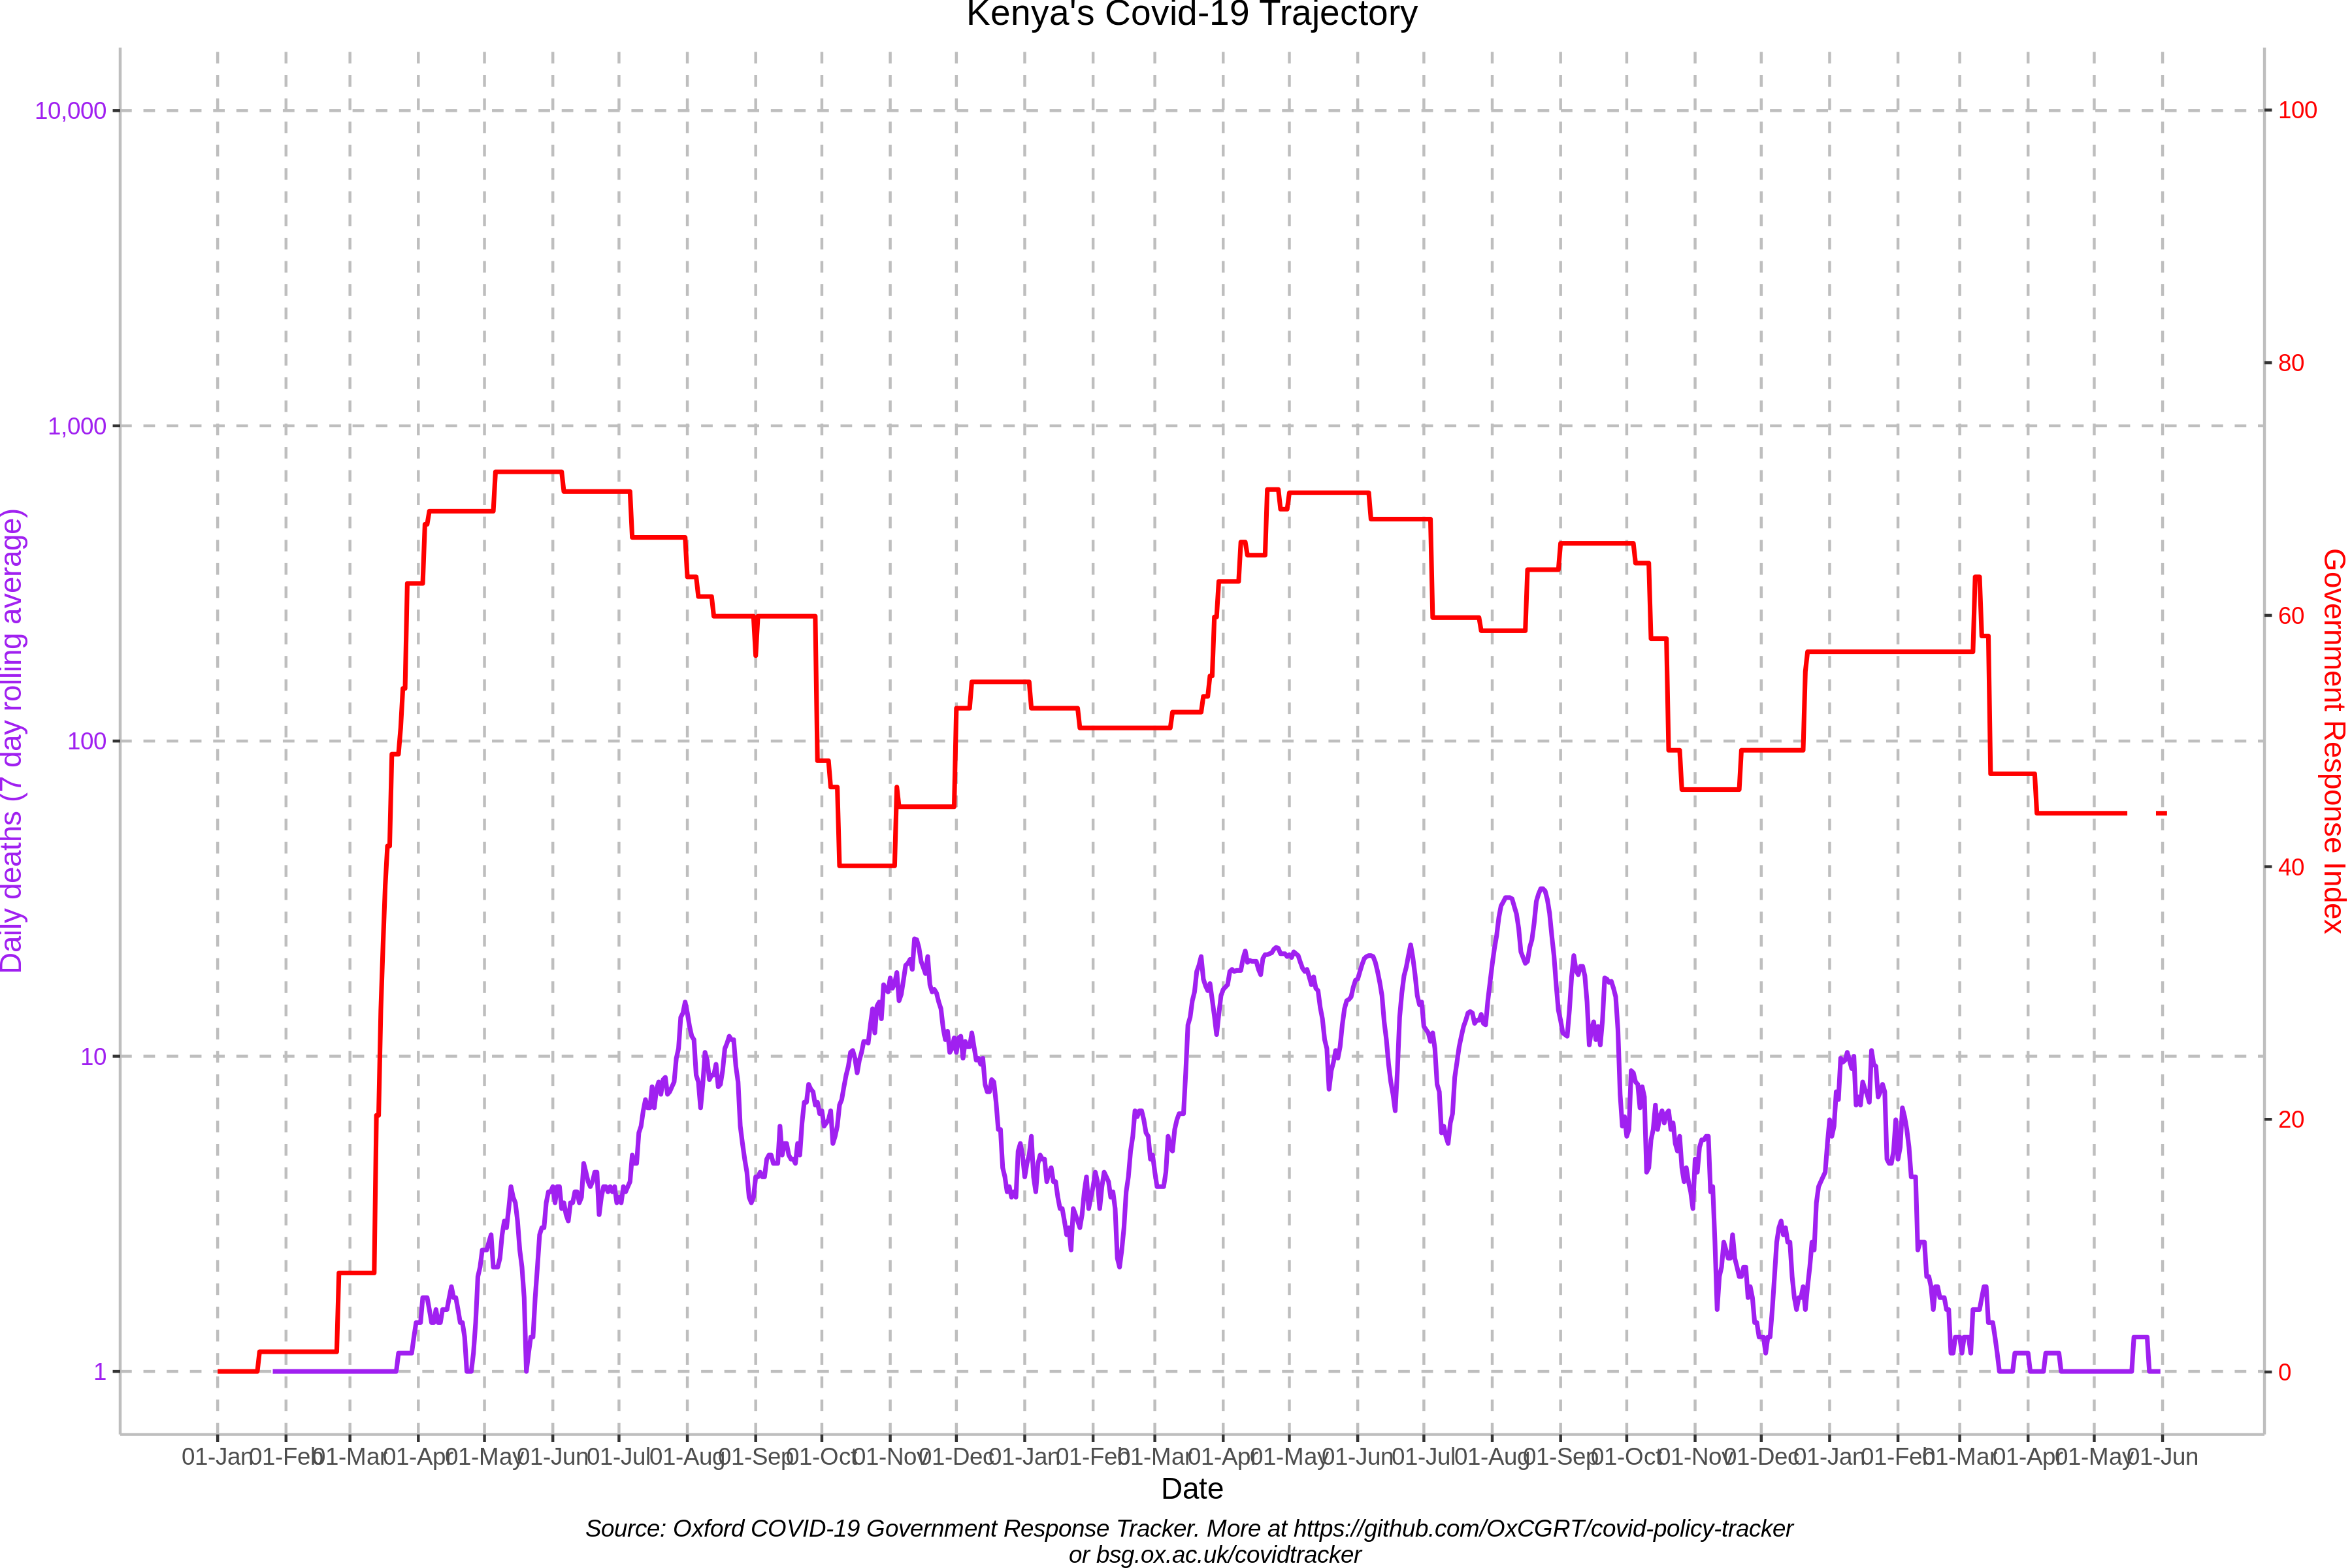 Kenya's Covid-19 Trajectory
10,000
1,000
100
10
1
Daily deaths (7 day rolling average)
100
80
60
40
20
0
Government Response Index
01-Jan 01-Feb 01-Mar 01-Apr 01-May 01-Jun 01-Jul 01-Aug 01-Sep 01-Oct 01-Nov 01-Dec 01-Jan 01-Feb 01-Mar 01-Apr 01-May 01-Jun 01-Jul 01-Aug 01-Sep 01-Oct 01-Nov 01-Dec 01-Jan 01-Feb 01-Mar 01-Apr 01-May 01-Jun
Date
Source: Oxford COVID-19 Government Response Tracker. More at https://github.com/OxCGRT/covid-policy-tracker
or bsg.ox.ac.uk/covidtracker